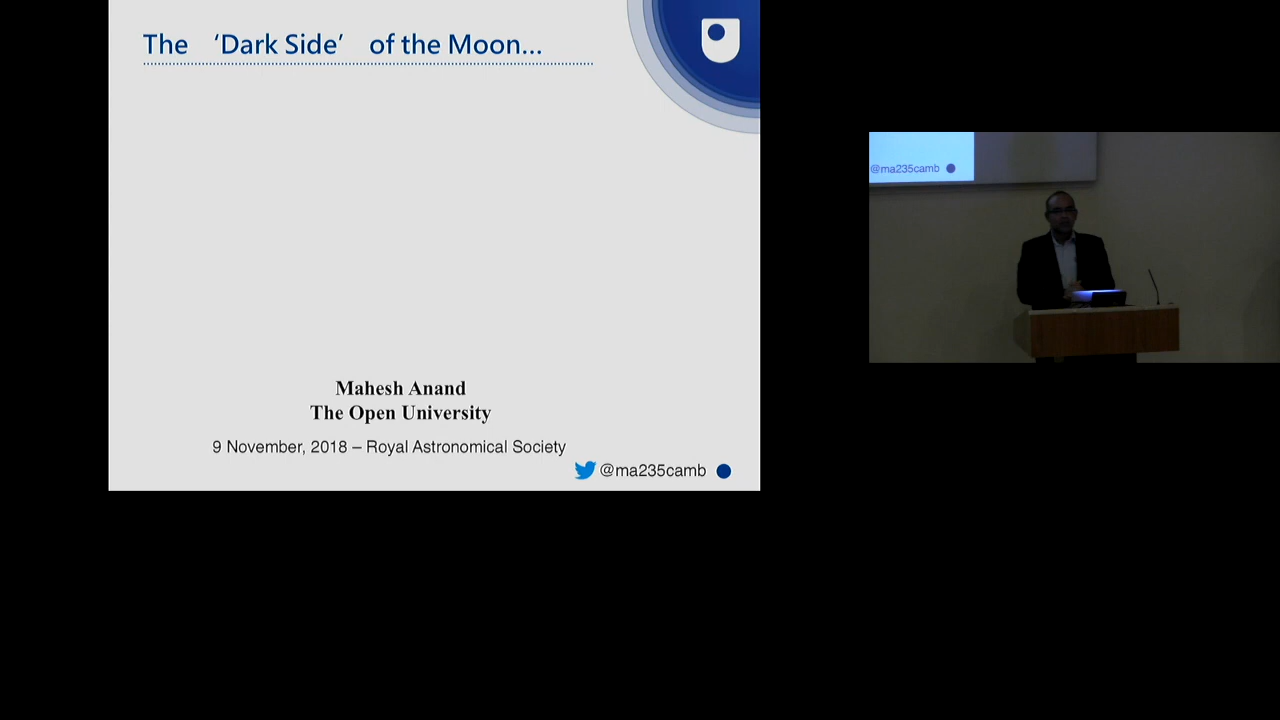 The ‘Dark Side’ of the Moon...
Mahesh Anand
The Open University
9 November, 2018 – Royal Astronomical Society
@ma235camb
@ma235camb